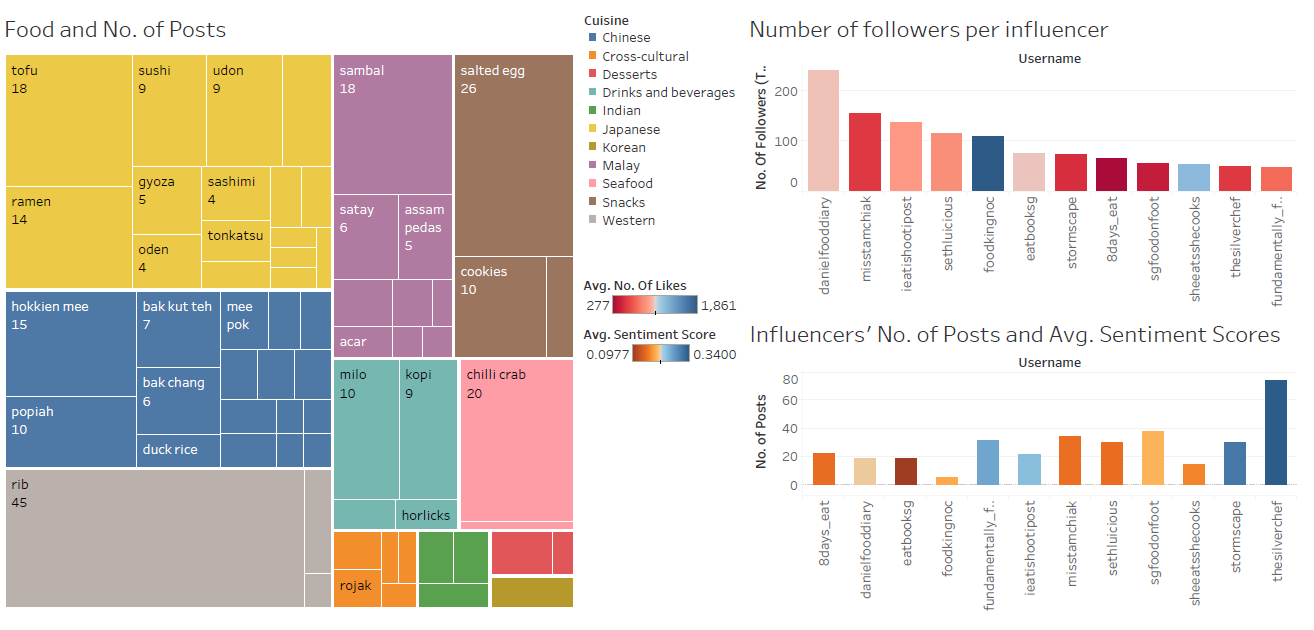 Food and No. of Posts
tofu
18
sushi
9
udon
9
ramen
14
gyoza
5
sashimi
4
oden
4
tonkatsu
hokkien mee
15
bak kut teh
7
mee
pok
popiah
10
bak chang
6
duck rice
rib
45
sambal
18
satay
6
assam
pedas
5
acar
salted egg
26
cookies
10
milo
10
kopi
9
horlicks
chilli crab
20
rojak
Cuisine
Chinese
Cross-cultural
Desserts
Drinks and beverages
Indian
Japanese
Korean
Malay
Seafood
Snacks
Western
Avg. No. Of Likes
277 1,861
Avg. Sentiment Score
0.0977 0.3400
Number of followers per influencer
Username
No. Of Followers (T..
200
100
0
danielfooddiary
misstamchiak
ieatishootipost
sethluicious
foodkingnoc
eatbooksg
stormscape
8days_eat
sgfoodonfoot
sheeatsshecooks
thesilverchef
fundamentally_f..
Influencers’ No. of Posts and Avg. Sentiment Scores
Username
No. of Posts
80
60
40
20
0
8days_eat
danielfooddiary
eatbooksg
foodkingnoc
fundamentally_f..
ieatishootipost
misstamchiak
sethluicious
sgfoodonfoot
sheeatsshecooks
stormscape
thesilverchef